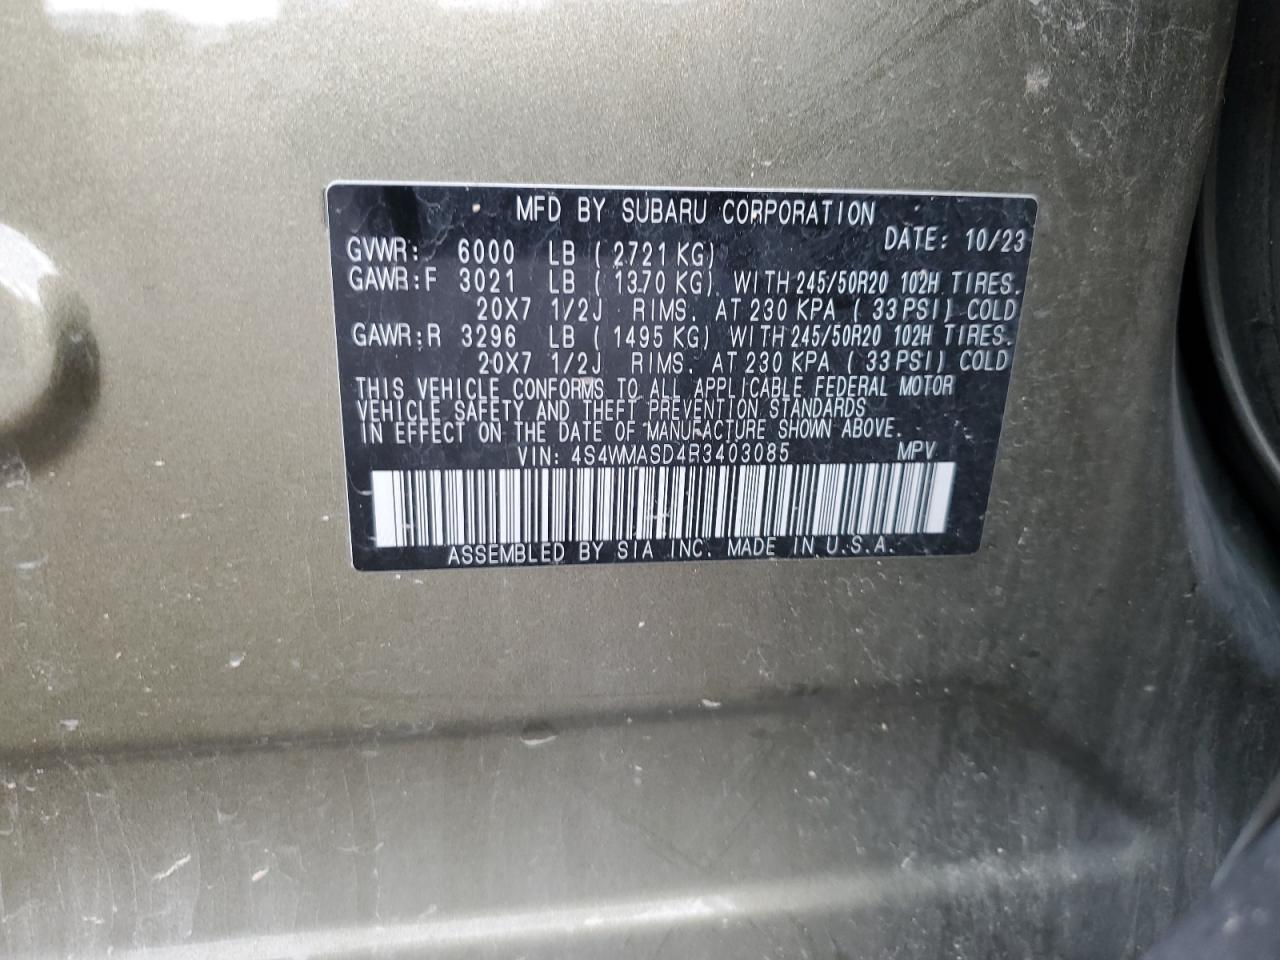 MFD BY SUBARU CORPORATION
DATE: 10/23
GVWR: 6000 LB ( 2721 KG)
GAWR:F 3021 LB ( 1370 KG) WITH 245/50R20 102H TIRES.
20X7 1/2J RIMS. AT 230 KPA ( 33 PSI) COLD
GAWR:R 3296 LB ( 1495 KG) WITH 245/50R20 102H TIRES.
20X7 1/2J RIMS. AT 230 KPA ( 33 PSI) COLD
THIS VEHICLE CONFORMS TO ALL APPLICABLE FEDERAL MOTOR
VEHICLE SAFETY AND THEFT PREVENTION STANDARDS
IN EFFECT ON THE DATE OF MANUFACTURE SHOWN ABOVE.
VIN: 4S4WMASD4R3403085 MPV
ASSEMBLED BY SIA INC. MADE IN U.S.A.